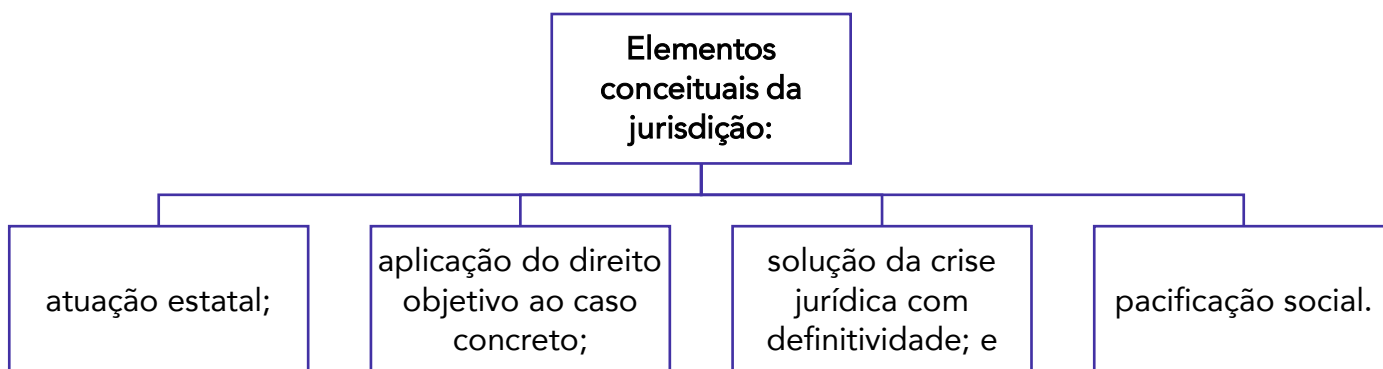 Elementos
conceituais da
jurisdição:
atuação estatal;
aplicação do direito
objetivo ao caso
concreto;
solução da crise
jurídica com
definitividade; e
pacificação social.